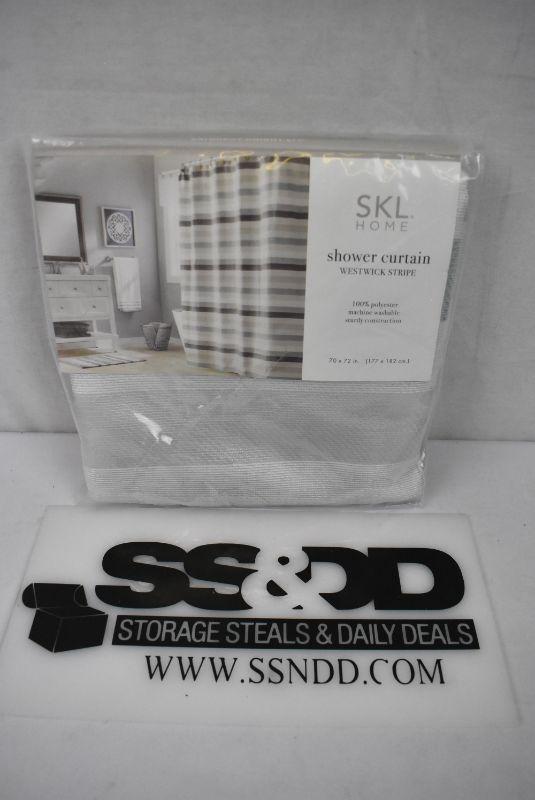 SKL.
HOME
shower curtain
WESTWICK STRIPE
100% polyester
machine washable
sturdy construction
70 x 72 in. (177 x 182 cm.)
SS&DD
STORAGE STEALS & DAILY DEALS
WWW.SSNDD.COM